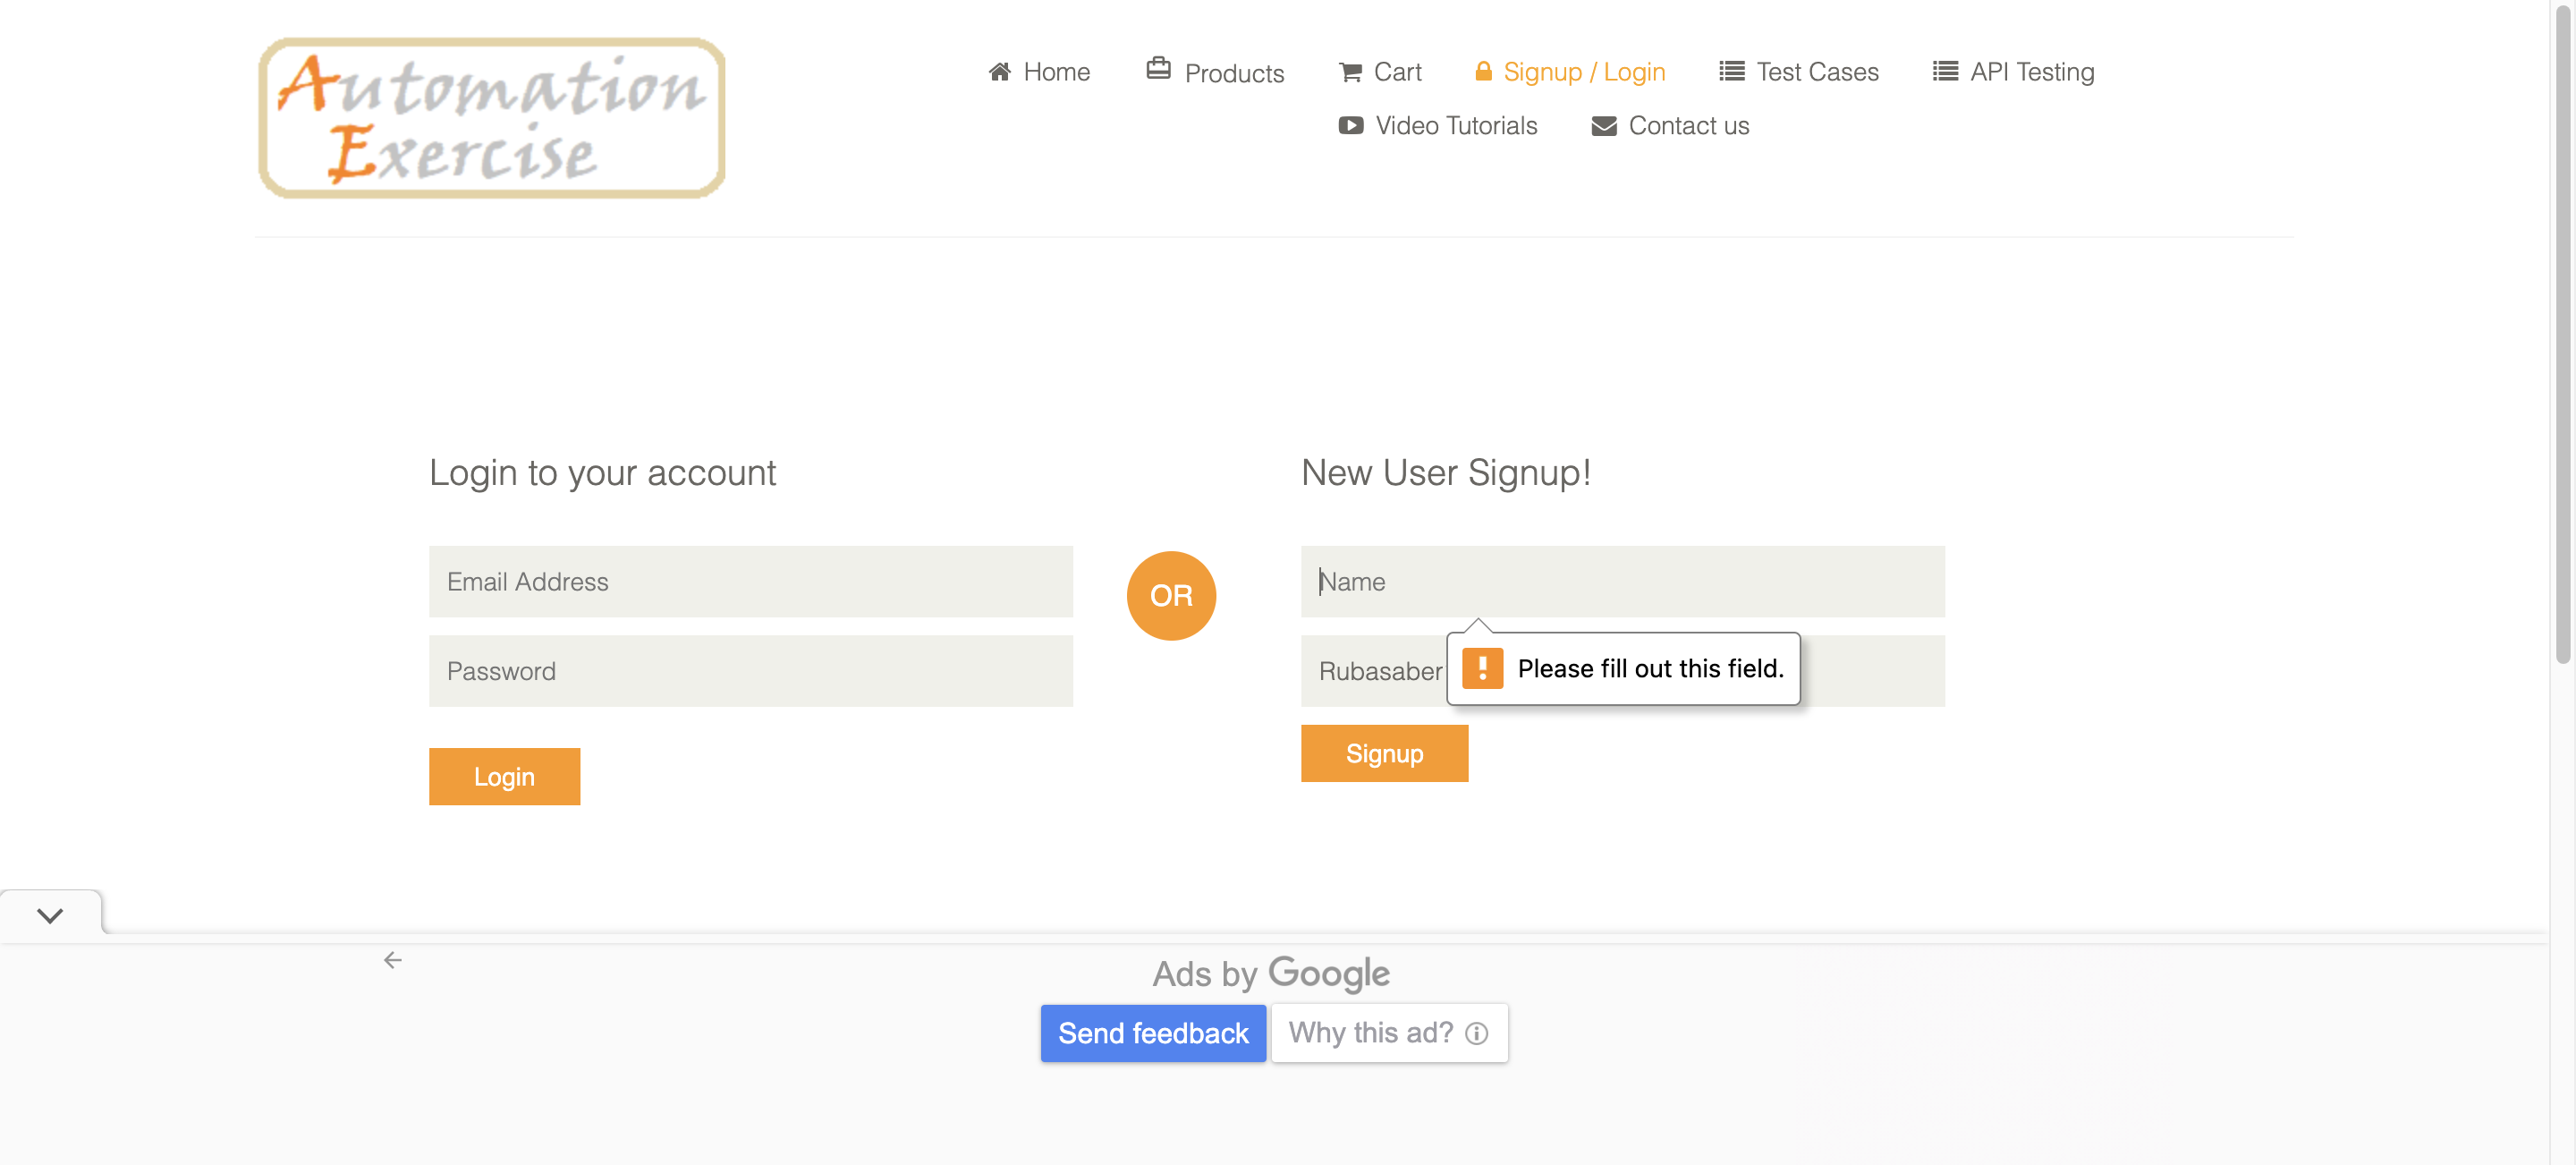 Automation
Exercise
Home
Products
Cart
Signup / Login
Test Cases
API Testing
Video Tutorials
Contact us
Login to your account
New User Signup!
Email Address
OR
Name
Password
Rubasaber
Please fill out this field.
Login
Signup
Ads by Google
Send feedback
Why this ad?